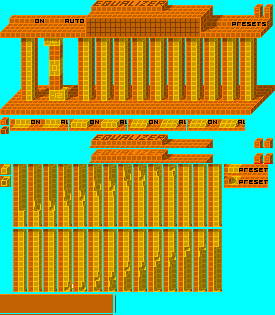 EQUALIZER
ON AUTO PRESETS
ON AU ON AU ON AU ON AU
EQUALIZER
PRESET
PRESET